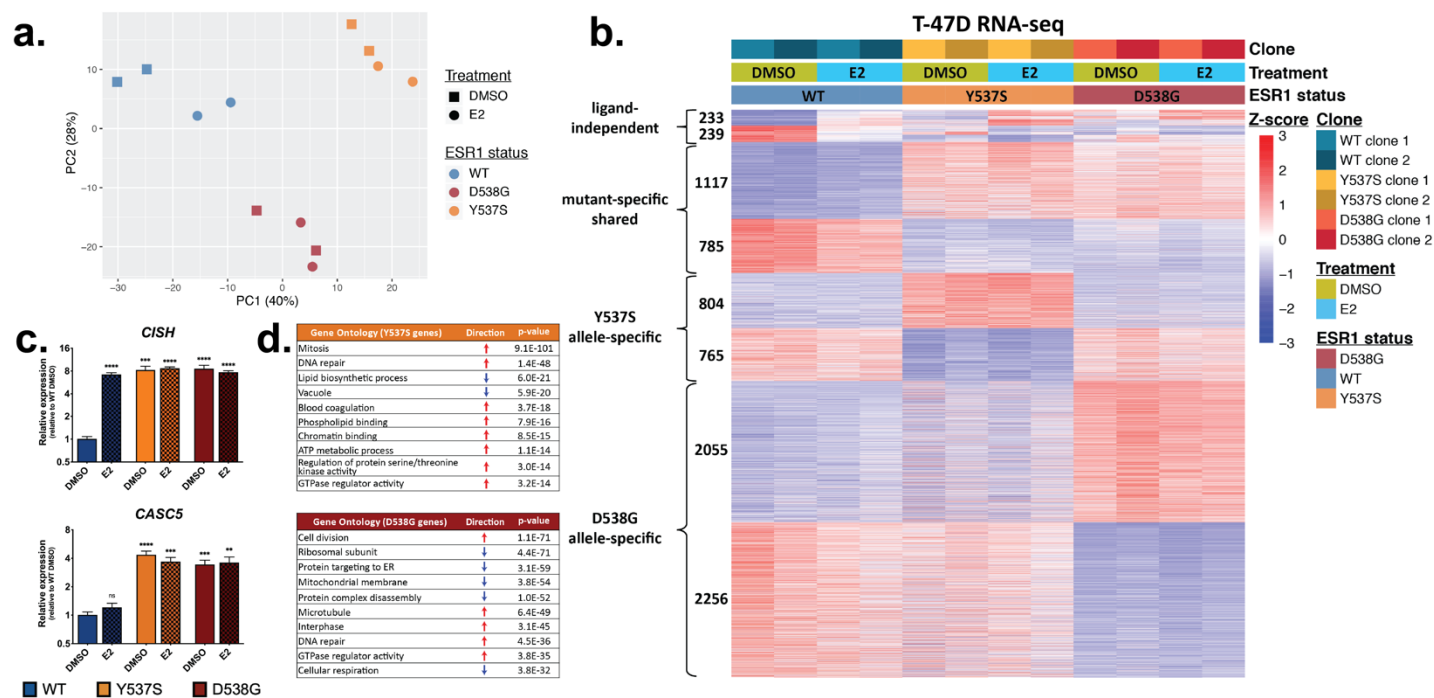 a.
PC2 (28%)
10
0
−10
−20
−30
−20
−10
0
10
20
PC1 (40%)
Treatment
DMSO
E2
ESR1 status
WT
D538G
Y537S
b.
T-47D RNA-seq
Clone
DMSO E2 DMSO E2 DMSO E2 Treatment
WT Y537S D538G ESR1 status
ligand-
independent
233
239
mutant-specific
shared
1117
785
Y537S
allele-specific
804
765
D538G
allele-specific
2055
2256
Z-score
3
2
1
0
−1
−2
−3
Clone
WT clone 1
WT clone 2
Y537S clone 1
Y537S clone 2
D538G clone 1
D538G clone 2
Treatment
DMSO
E2
ESR1 status
D538G
WT
Y537S
c.
CISH
Relative expression
(relative to WT DMSO)
16
8
4
2
1
0.5
**** *** **** **** ****
DMSO E2 DMSO E2 DMSO E2
CASC5
Relative expression
(relative to WT DMSO)
8
4
2
1
0.5
ns **** *** *** **
DMSO E2 DMSO E2 DMSO E2
WT Y537S D538G
d.
Gene Ontology (Y537S genes) Direction p-value
Mitosis ↑ 9.1E-101
DNA repair ↑ 1.4E-48
Lipid biosynthetic process ↓ 6.0E-21
Vacuole ↓ 5.9E-20
Blood coagulation ↑ 3.7E-18
Phospholipid binding ↑ 7.9E-16
Chromatin binding ↑ 8.5E-15
ATP metabolic process ↑ 1.1E-14
Regulation of protein serine/threonine
kinase activity ↑ 3.0E-14
GTPase regulator activity ↑ 3.2E-14
Gene Ontology (D538G genes) Direction p-value
Cell division ↑ 1.1E-71
Ribosomal subunit ↓ 4.4E-71
Protein targeting to ER ↓ 3.1E-59
Mitochondrial membrane ↓ 3.8E-54
Protein complex disassembly ↓ 1.0E-52
Microtubule ↑ 6.4E-49
Interphase ↑ 3.1E-45
DNA repair ↑ 4.5E-36
GTPase regulator activity ↑ 3.8E-35
Cellular respiration ↓ 3.8E-32